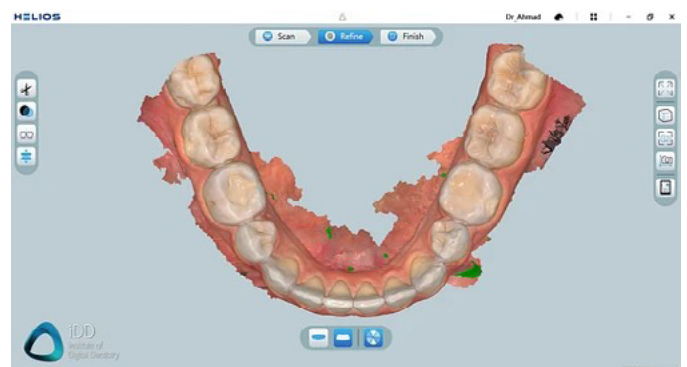 HELIOS
Dr_Ahmad
Scan
Refine
Finish
iDD
Institute of
Digital Dentistry